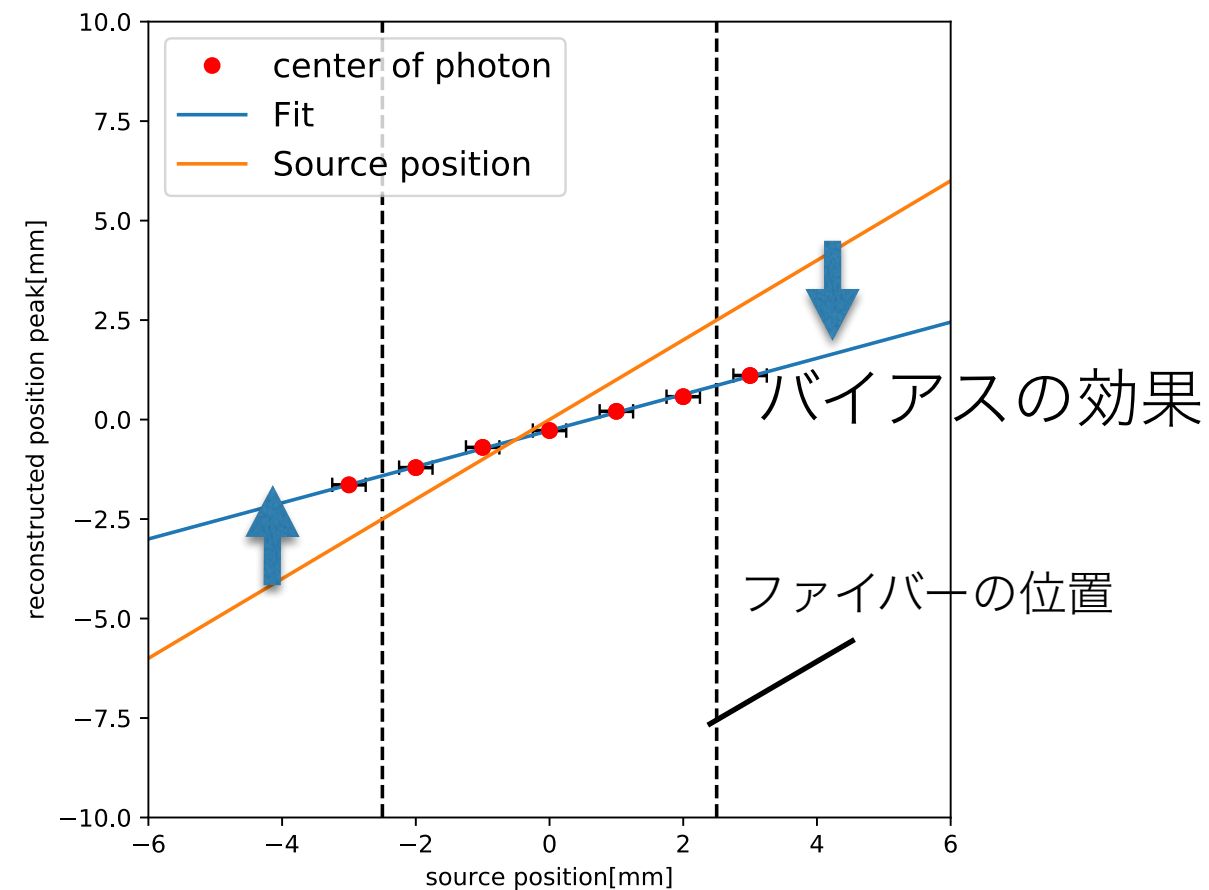 center of photon
Fit
Source position
10.0
7.5
5.0
2.5
0.0
−2.5
−5.0
−7.5
−10.0
reconstructed position peak[mm]
バイアスの効果
ファイバーの位置
−6 −4 −2 0 2 4 6
source position[mm]